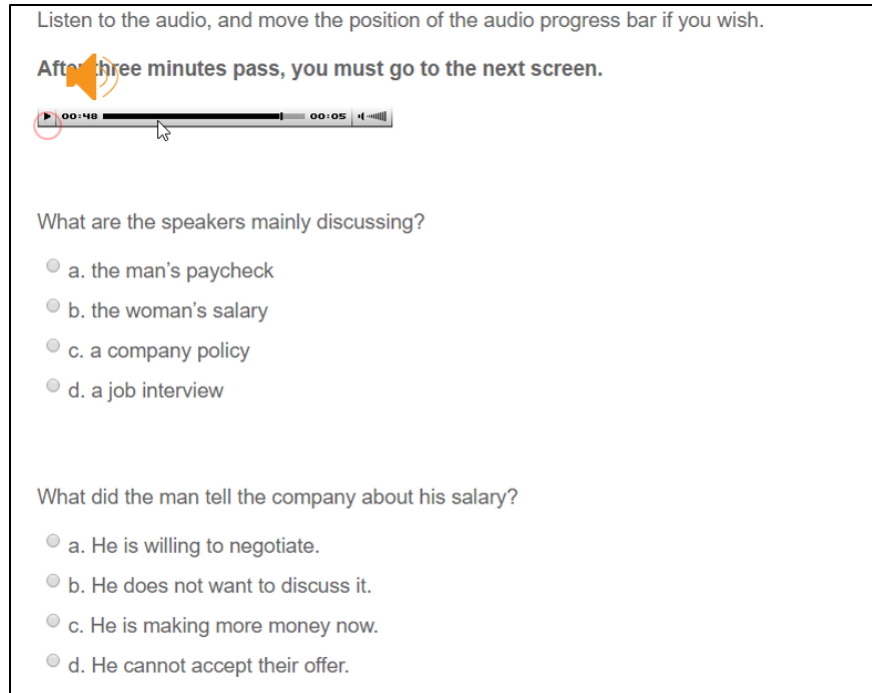 Listen to the audio, and move the position of the audio progress bar if you wish.
After three minutes pass, you must go to the next screen.
00:48 00:05
What are the speakers mainly discussing?
a. the man's paycheck
b. the woman's salary
c. a company policy
d. a job interview
What did the man tell the company about his salary?
a. He is willing to negotiate.
b. He does not want to discuss it.
c. He is making more money now.
d. He cannot accept their offer.